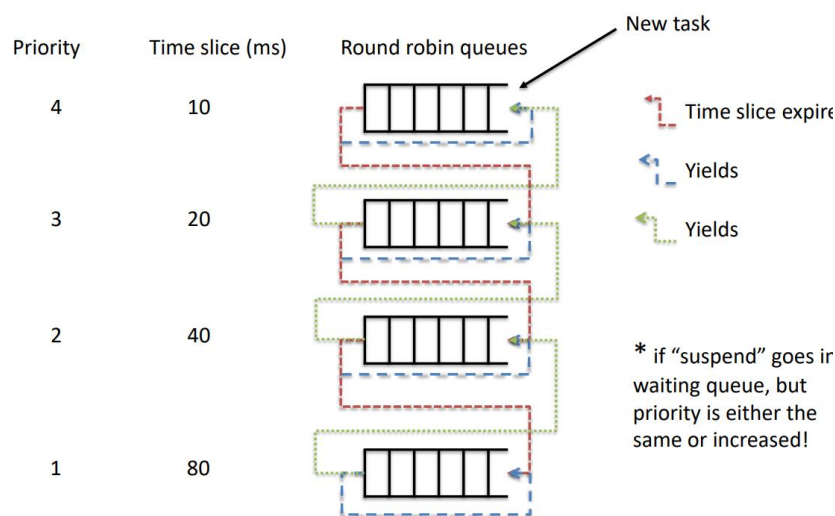 New task
Priority Time slice (ms) Round robin queues
4 10
Time slice expire
Yields
3 20
Yields
2 40
* if “suspend” goes in
waiting queue, but
priority is either the
same or increased!
1 80